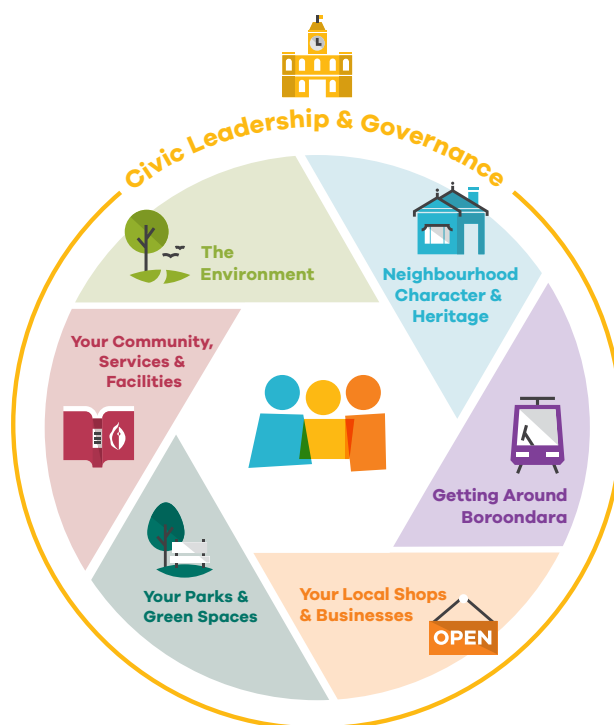 Civic Leadership & Governance
The
Environment
Neighbourhood
Character &
Heritage
Your Community,
Services &
Facilities
Getting Around
Boroondara
Your Parks &
Green Spaces
Your Local Shops
& Businesses
OPEN